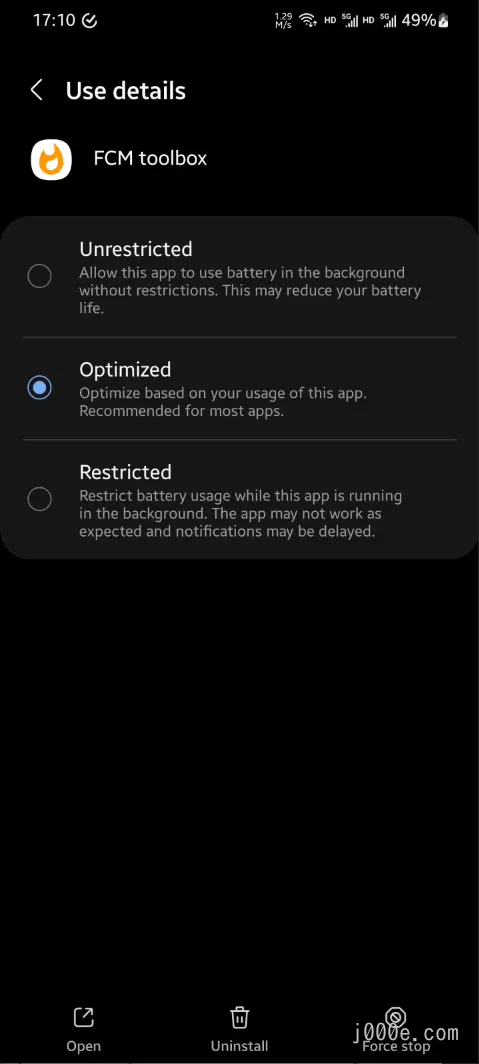 17:10
1.29 M/s HD 5G HD 5G 49%
Use details
FCM toolbox
Unrestricted
Allow this app to use battery in the background
without restrictions. This may reduce your battery
life.
Optimized
Optimize based on your usage of this app.
Recommended for most apps.
Restricted
Restrict battery usage while this app is running
in the background. The app may not work as
expected and notifications may be delayed.
Open
Uninstall
Force stop
j000e.com